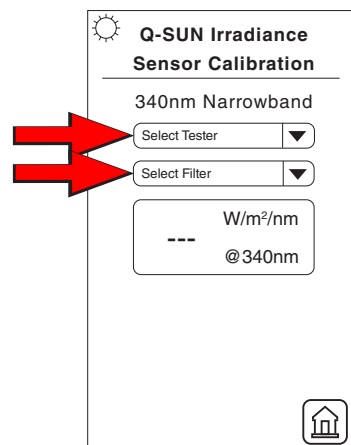 Q-SUN Irradiance
Sensor Calibration
340nm Narrowband
Select Tester
Select Filter
W/m²/nm
---
@340nm